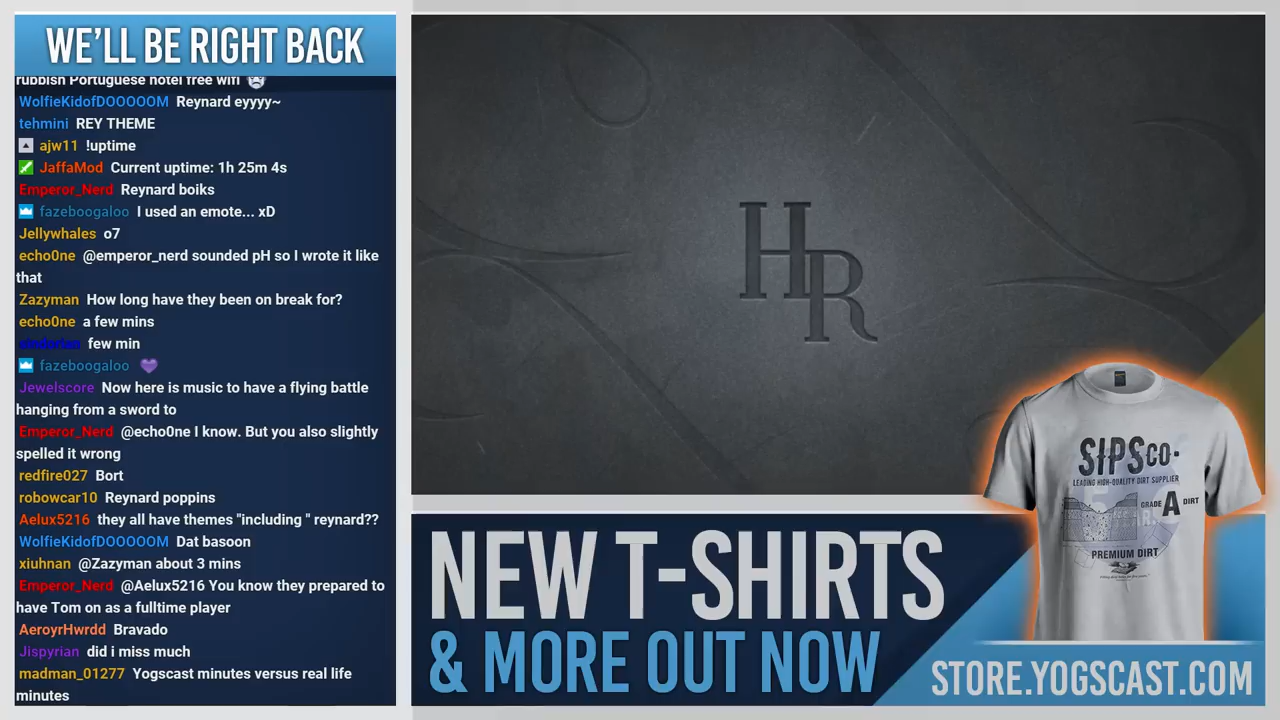 WE'LL BE RIGHT BACK
rubbish Portuguese hotel free wifi
WolfieKidofDOOOOOM Reynard eyyyy~
tehmini REY THEME
ajw11 !uptime
JaffaMod Current uptime: 1h 25m 4s
Emperor_Nerd Reynard boiks
fazeboogaloo I used an emote... xD
Jellywhales o7
echo0ne @emperor_nerd sounded pH so I wrote it like
that
Zazyman How long have they been on break for?
echo0ne a few mins
few min
fazeboogaloo
Jewelscore Now here is music to have a flying battle
hanging from a sword to
Emperor_Nerd @echo0ne I know. But you also slightly
spelled it wrong
redfire027 Bort
robowcar10 Reynard poppins
Aelux5216 they all have themes "including " reynard??
WolfieKidofDOOOOOM Dat basoon
xiuhnan @Zazyman about 3 mins
Emperor_Nerd @Aelux5216 You know they prepared to
have Tom on as a fulltime player
AeroyrHwrdd Bravado
Jispyrian did i miss much
madman_01277 Yogscast minutes versus real life
minutes
HR
SIPSCO.
LEADING HIGH-QUALITY DIRT SUPPLIER
GRADE A DIRT
PREMIUM DIRT
NEW T-SHIRTS
& MORE OUT NOW
STORE.YOGSCAST.COM